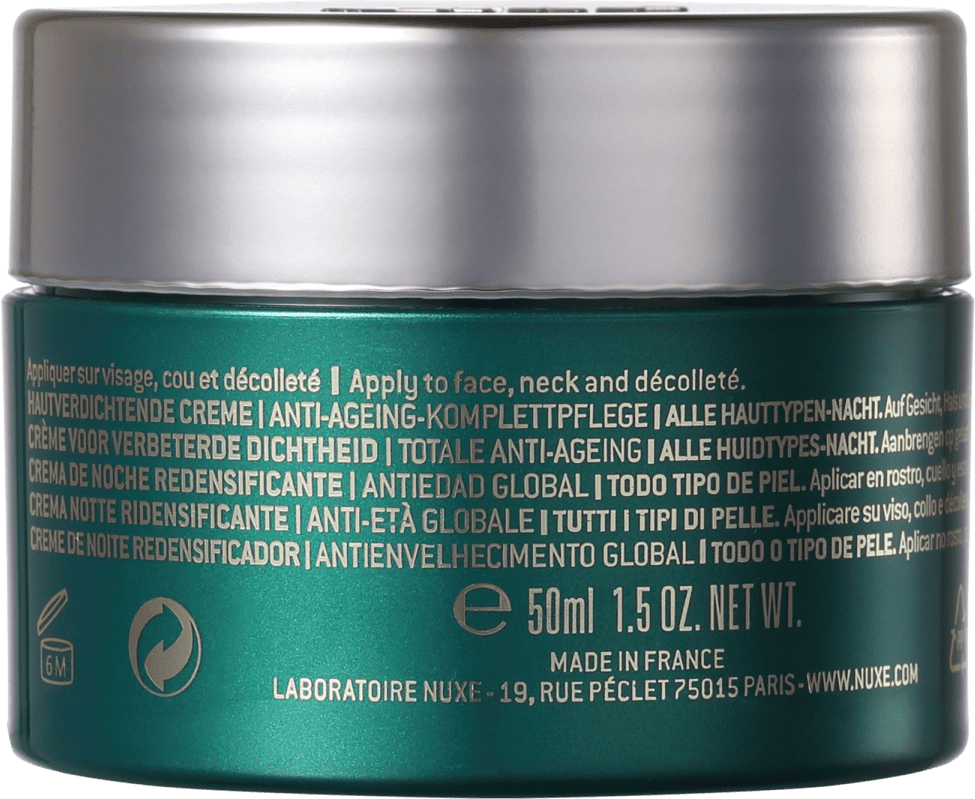 Appliquer sur visage, cou et décolleté | Apply to face, neck and décolleté.
HAUTVERDICHTENDE CREME | ANTI-AGEING-KOMPLETTPFLEGE | ALLE HAUTTYPEN-NACHT. Auf Gesicht, Hals
CRÈME VOOR VERBETERDE DICHTHEID | TOTALE ANTI-AGEING | ALLE HUIDTYPES-NACHT. Aanbrengen op
CREMA DE NOCHE REDENSIFICANTE | ANTIEDAD GLOBAL | TODO TIPO DE PIEL. Aplicar en rostro, cuello y
CREMA NOTTE RIDENSIFICANTE | ANTI-ETÀ GLOBALE | TUTTI I TIPI DI PELLE. Applicare su viso, collo e
CREME DE NOITE REDENSIFICADOR | ANTIENVELHECIMENTO GLOBAL | TODO O TIPO DE PELE. Aplicar no
6M
℮ 50ml 1.5 OZ. NET WT.
MADE IN FRANCE
LABORATOIRE NUXE - 19, RUE PÉCLET 75015 PARIS - WWW.NUXE.COM